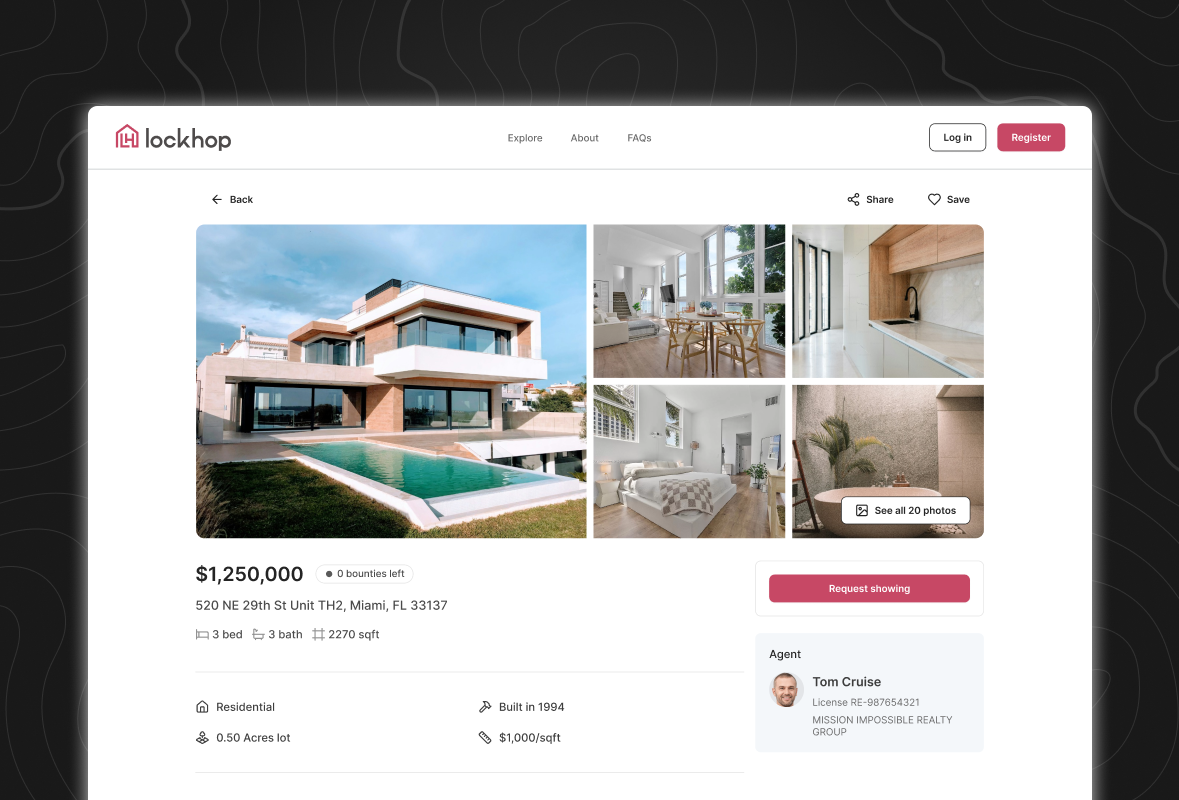 lockhop
Explore
About
FAQs
Log in
Register
Back
Share
Save
See all 20 photos
$1,250,000
0 bounties left
520 NE 29th St Unit TH2, Miami, FL 33137
3 bed
3 bath
2270 sqft
Residential
Built in 1994
0.50 Acres lot
$1,000/sqft
Request showing
Agent
Tom Cruise
License RE-987654321
MISSION IMPOSSIBLE REALTY
GROUP